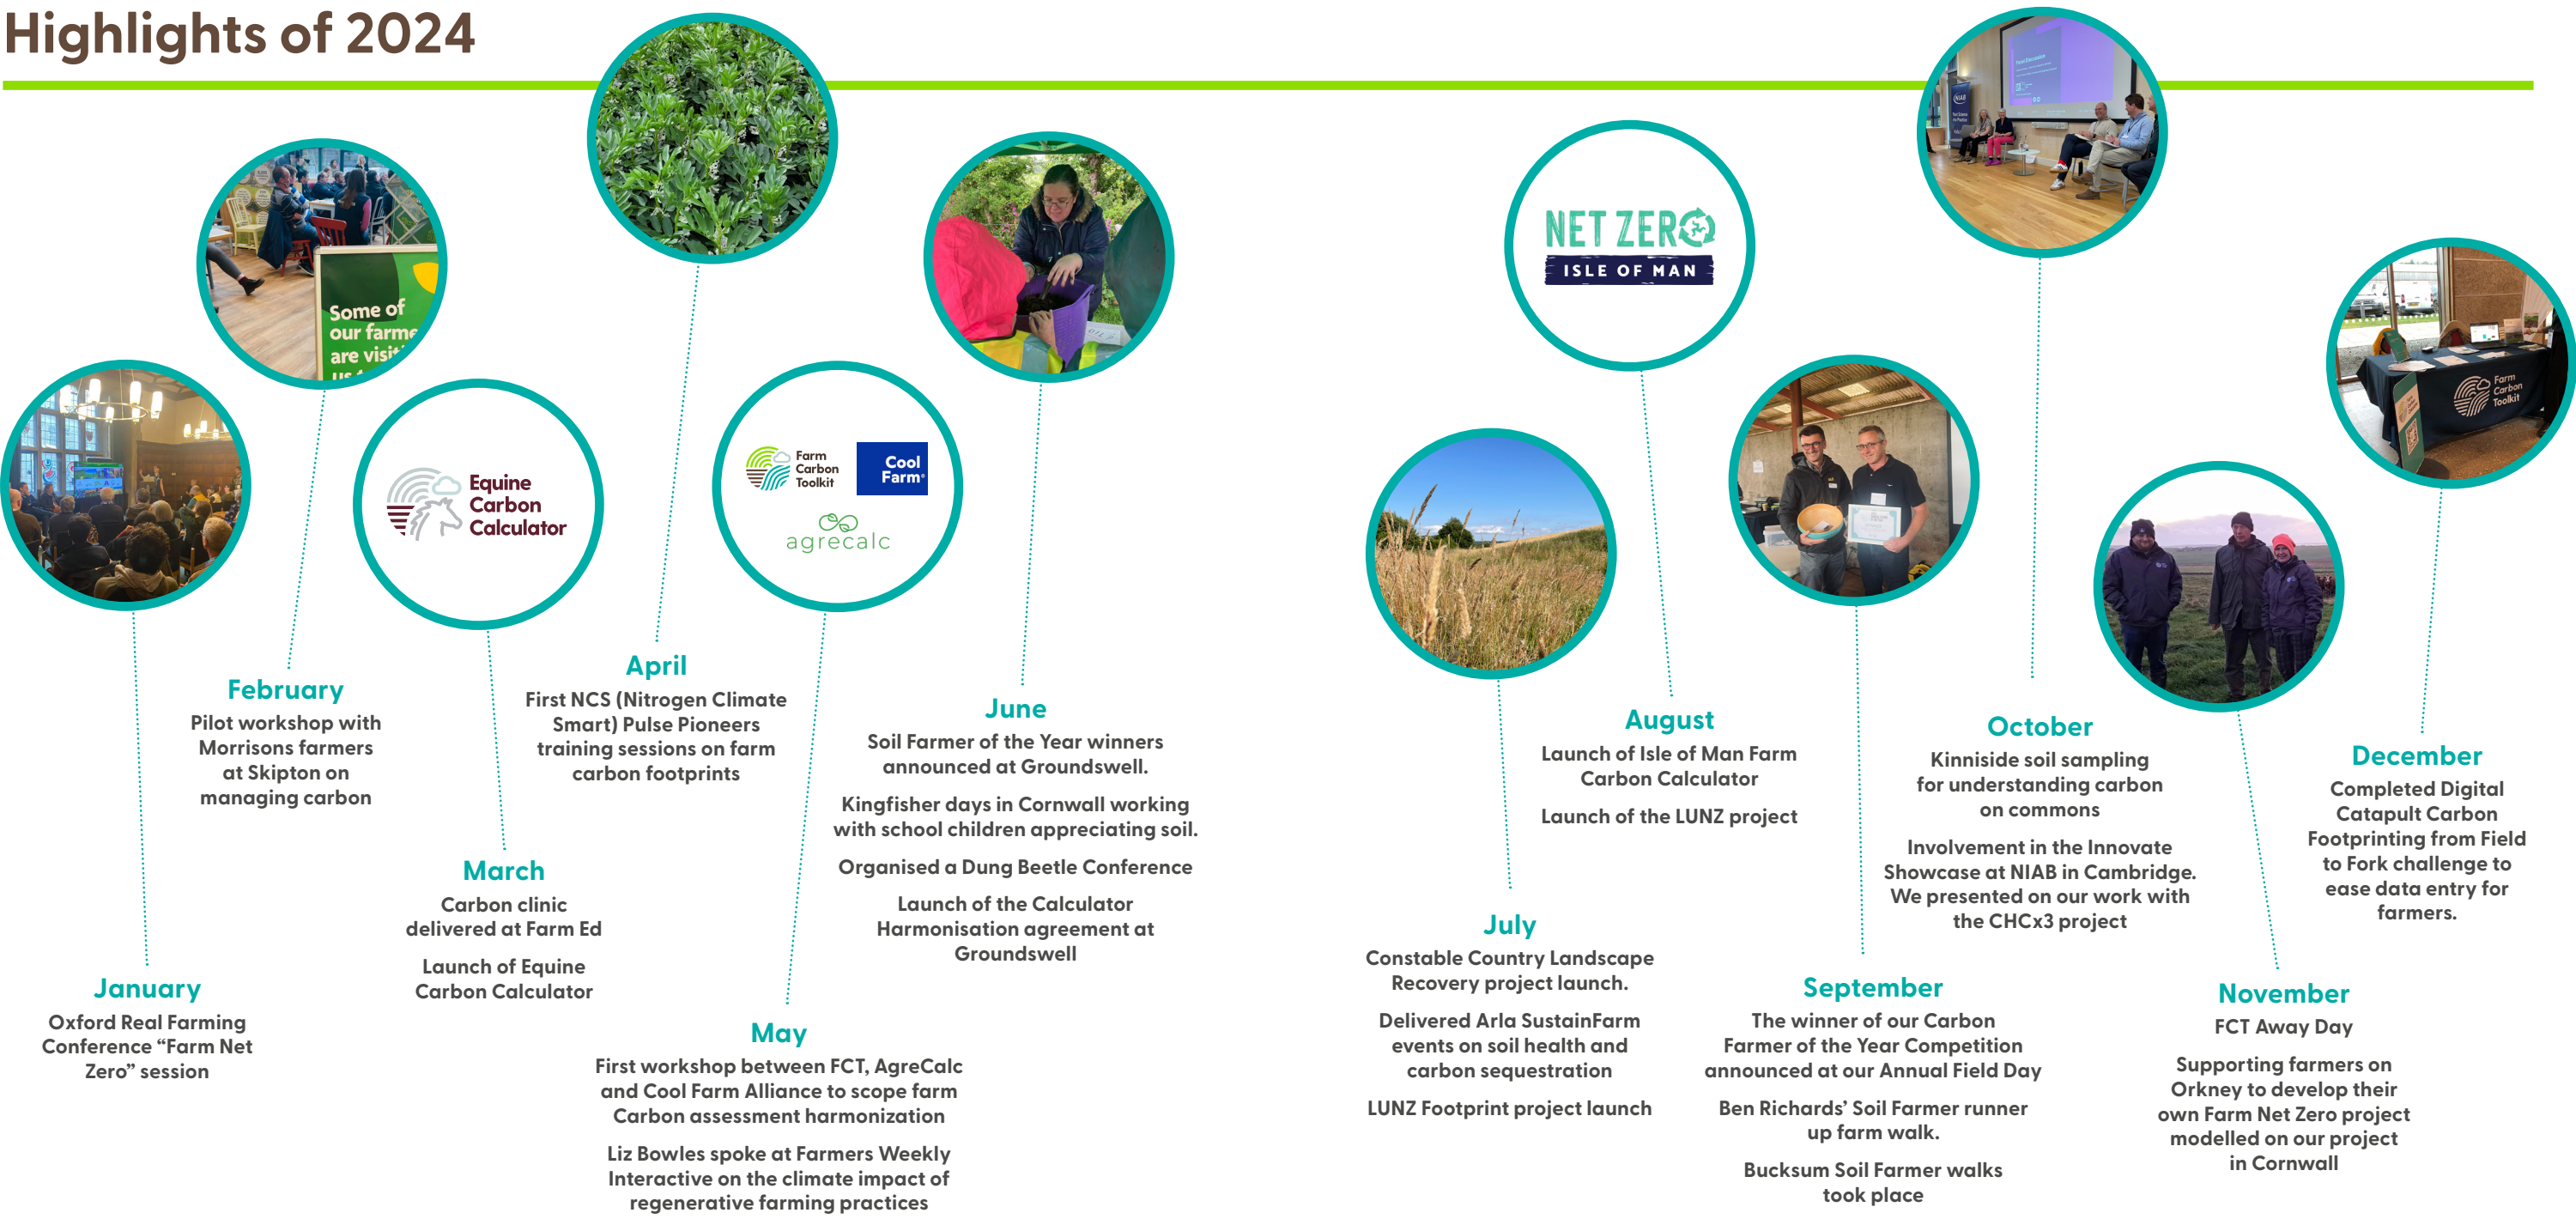 Highlights of 2024
January
Oxford Real Farming
Conference “Farm Net
Zero” session
Some of
our farme
are visit
us t
February
Pilot workshop with
Morrisons farmers
at Skipton on
managing carbon
Equine
Carbon
Calculator
March
Carbon clinic
delivered at Farm Ed
Launch of Equine
Carbon Calculator
April
First NCS (Nitrogen Climate
Smart) Pulse Pioneers
training sessions on farm
carbon footprints
Farm
Carbon
Toolkit
Cool
Farm®
agrecalc
May
First workshop between FCT, AgreCalc
and Cool Farm Alliance to scope farm
Carbon assessment harmonization
Liz Bowles spoke at Farmers Weekly
Interactive on the climate impact of
regenerative farming practices
June
Soil Farmer of the Year winners
announced at Groundswell.
Kingfisher days in Cornwall working
with school children appreciating soil.
Organised a Dung Beetle Conference
Launch of the Calculator
Harmonisation agreement at
Groundswell
July
Constable Country Landscape
Recovery project launch.
Delivered Arla SustainFarm
events on soil health and
carbon sequestration
LUNZ Footprint project launch
NET ZERO
ISLE OF MAN
August
Launch of Isle of Man Farm
Carbon Calculator
Launch of the LUNZ project
September
The winner of our Carbon
Farmer of the Year Competition
announced at our Annual Field Day
Ben Richards’ Soil Farmer runner
up farm walk.
Bucksum Soil Farmer walks
took place
NIAB
October
Kinniside soil sampling
for understanding carbon
on commons
Involvement in the Innovate
Showcase at NIAB in Cambridge.
We presented on our work with
the CHCx3 project
November
FCT Away Day
Supporting farmers on
Orkney to develop their
own Farm Net Zero project
modelled on our project
in Cornwall
Farm
Carbon
Toolkit
December
Completed Digital
Catapult Carbon
Footprinting from Field
to Fork challenge to
ease data entry for
farmers.